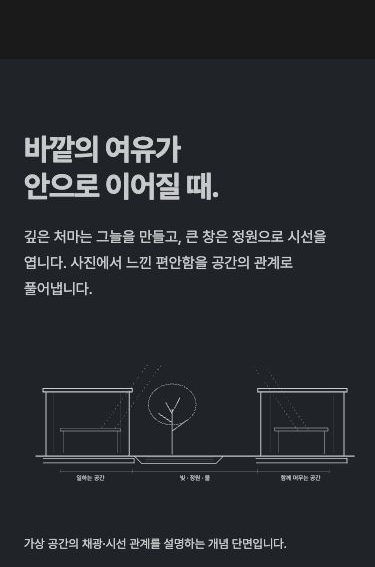 바깥의 여유가
안으로 이어질 때.
깊은 처마는 그늘을 만들고, 큰 창은 정원으로 시선을
엽니다. 사진에서 느낀 편안함을 공간의 관계로
풀어냅니다.
일하는 공간
빛 · 정원 · 물
함께 머무는 공간
가상 공간의 채광·시선 관계를 설명하는 개념 단면입니다.